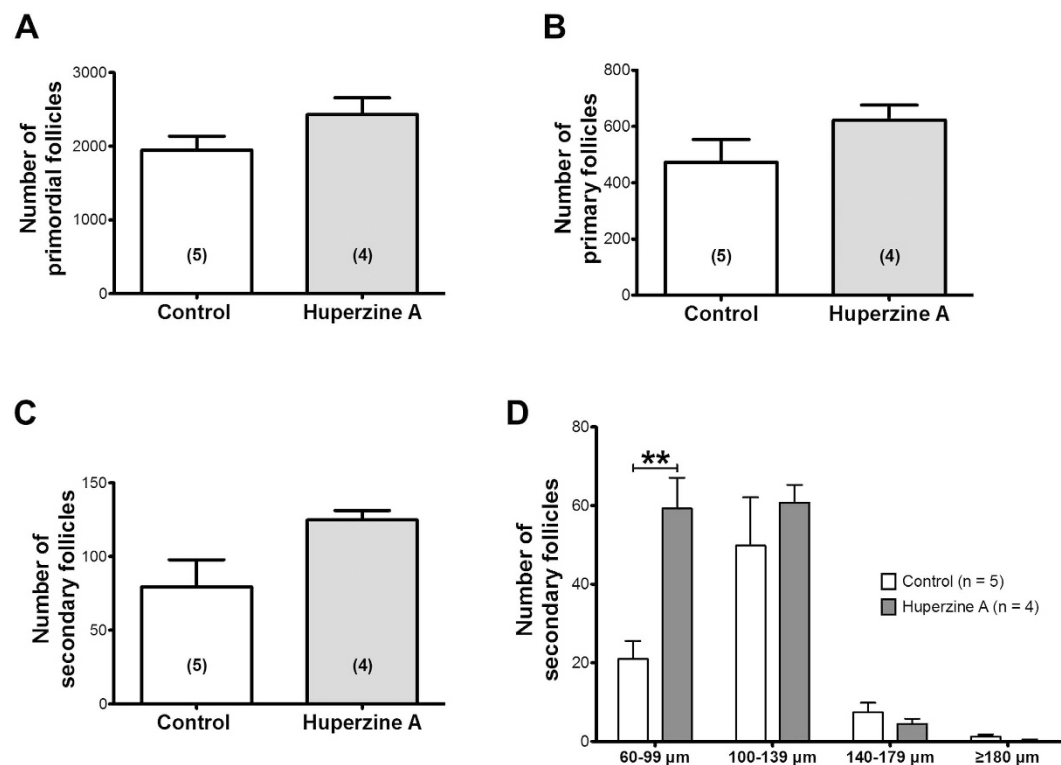 A
Number of
primordial follicles
3000
2000
1000
0
(5)
(4)
Control
Huperzine A
B
Number of
primary follicles
800
600
400
200
0
(5)
(4)
Control
Huperzine A
C
Number of
secondary follicles
150
100
50
0
(5)
(4)
Control
Huperzine A
D
Number of
secondary follicles
80
60
40
20
0
**
Control (n = 5)
Huperzine A (n = 4)
60-99 µm
100-139 µm
140-179 µm
≥180 µm